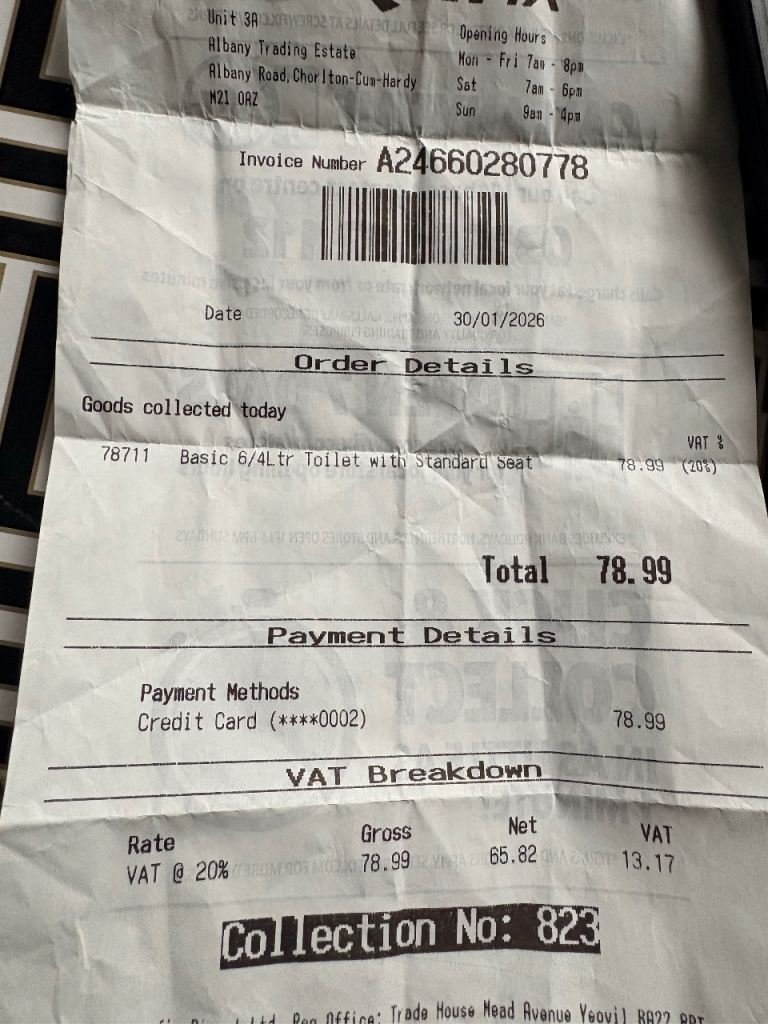 Unit 3A
Albany Trading Estate
Albany Road, Chorlton-Cum-Hardy
M21 0AZ
Opening Hours
Mon - Fri 7am - 8pm
Sat 7am - 6pm
Sun 9am - 4pm
Invoice Number A24660280778
Date 30/01/2026
Order Details
Goods collected today
VAT %
78711 Basic 6/4Ltr Toilet with Standard Seat 78.99 (20%)
Total 78.99
Payment Details
Payment Methods
Credit Card (****0002) 78.99
VAT Breakdown
Rate Gross Net VAT
VAT @ 20% 78.99 65.82 13.17
Collection No: 823
Ltd. Reg Office: Trade House Mead Avenue Yeovil BA22